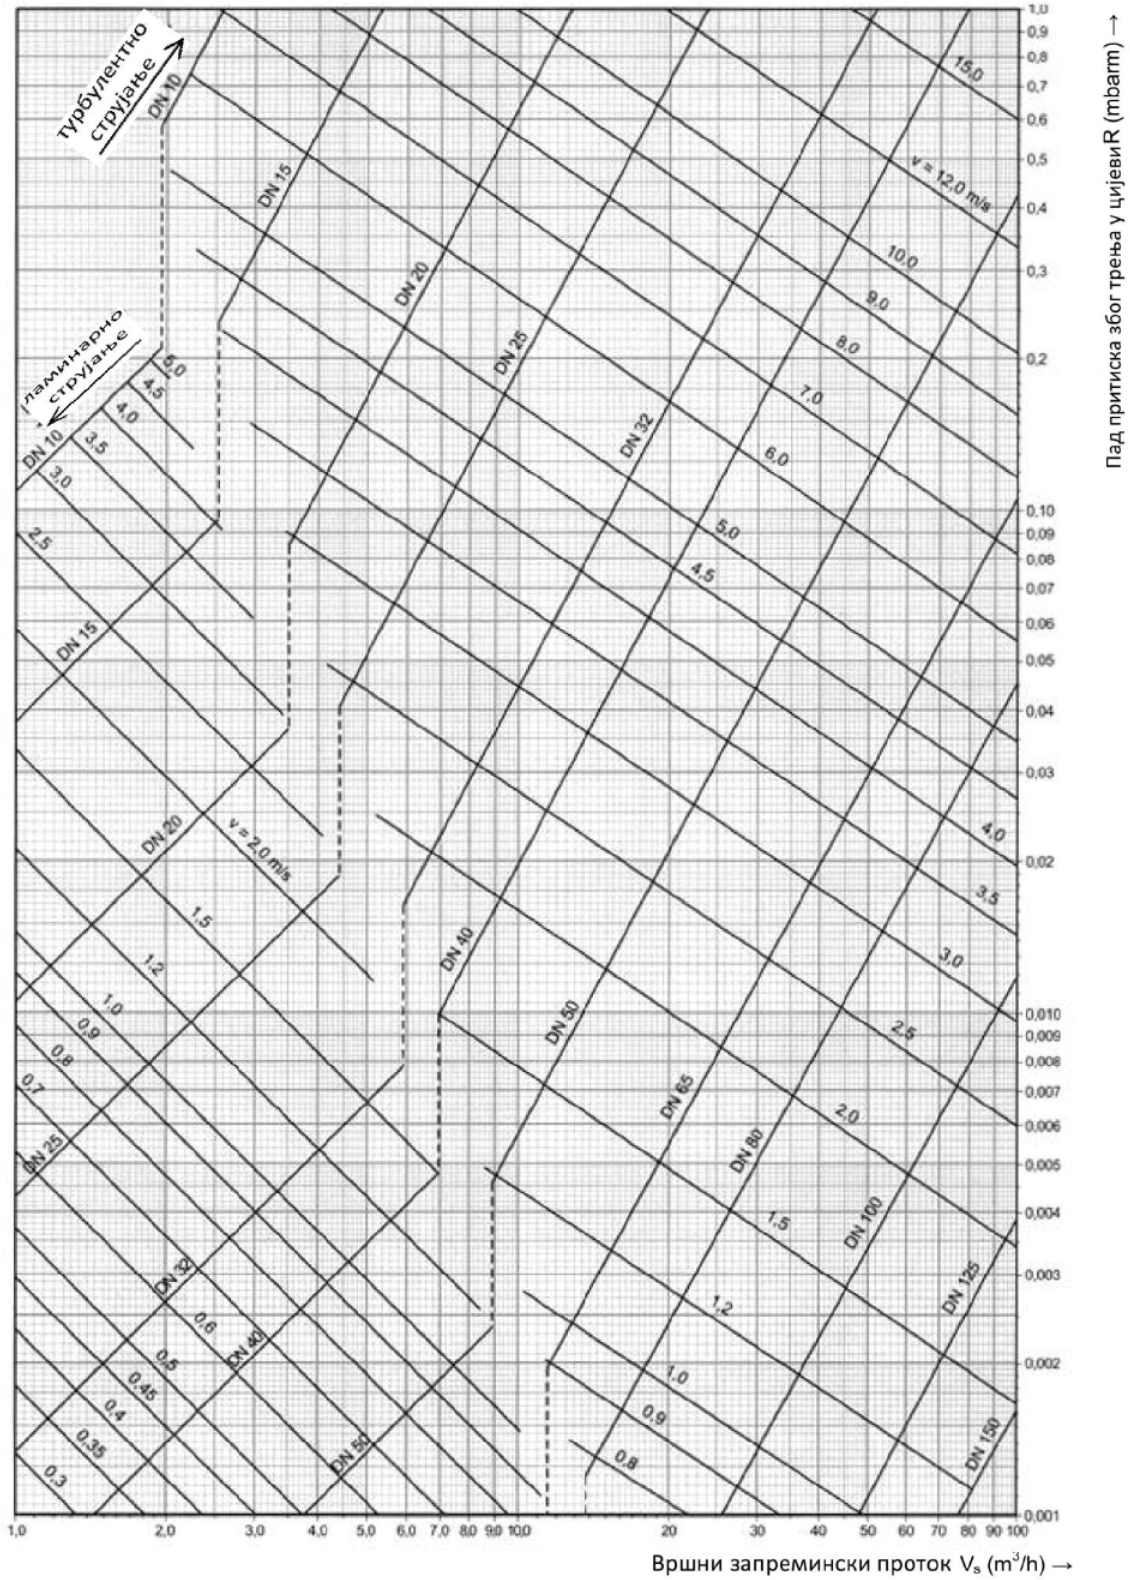 турбулентно
струјање
ламинарно
струјање
DN 10
DN 15
DN 20
DN 25
DN 32
DN 40
DN 50
DN 65
DN 80
DN 100
DN 125
DN 150
15,0
v = 12,0 m/s
10,0
9,0
8,0
7,0
6,0
5,0
4,5
4,0
3,5
3,0
2,5
2,0
1,5
1,2
1,0
0,9
0,8
5,0
4,5
4,0
3,5
DN 10
3,0
2,5
DN 15
DN 20
v = 2,0 m/s
1,5
1,2
1,0
0,9
0,8
0,7
DN 25
DN 32
0,6
DN 40
0,5
0,45
0,4
0,35
DN 50
0,3
1,0
0,9
0,8
0,7
0,6
0,5
0,4
0,3
0,2
0,10
0,09
0,08
0,07
0,06
0,05
0,04
0,03
0,02
0,010
0,009
0,008
0,007
0,006
0,005
0,004
0,003
0,002
0,001
Пад притиска због трења у цијевиR (mbarm) →
1,0 2,0 3,0 4,0 5,0 6,0 7,0 8,0 9,0 10,0 20 30 40 50 60 70 80 90 100
Вршни запремински проток Vₛ (m³/h) →